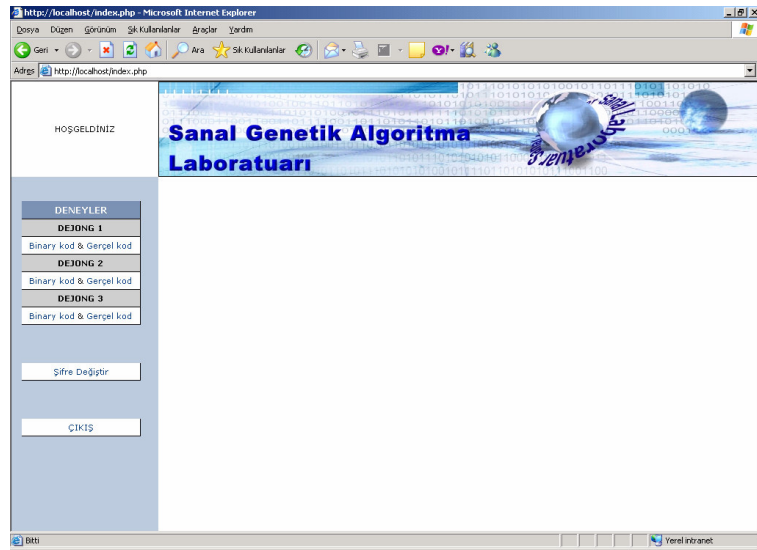 http://localhost/index.php - Microsoft Internet Explorer
Dosya Düzen Görünüm Sık Kullanılanlar Araçlar Yardım
Geri Ara Sık Kullanılanlar
Adres http://localhost/index.php
HOŞGELDİNİZ
Sanal Genetik Algoritma
Laboratuarı
DENEYLER
DEJONG 1
Binary kod & Gerçel kod
DEJONG 2
Binary kod & Gerçel kod
DEJONG 3
Binary kod & Gerçel kod
Şifre Değiştir
ÇIKIŞ
Bitti Yerel intranet